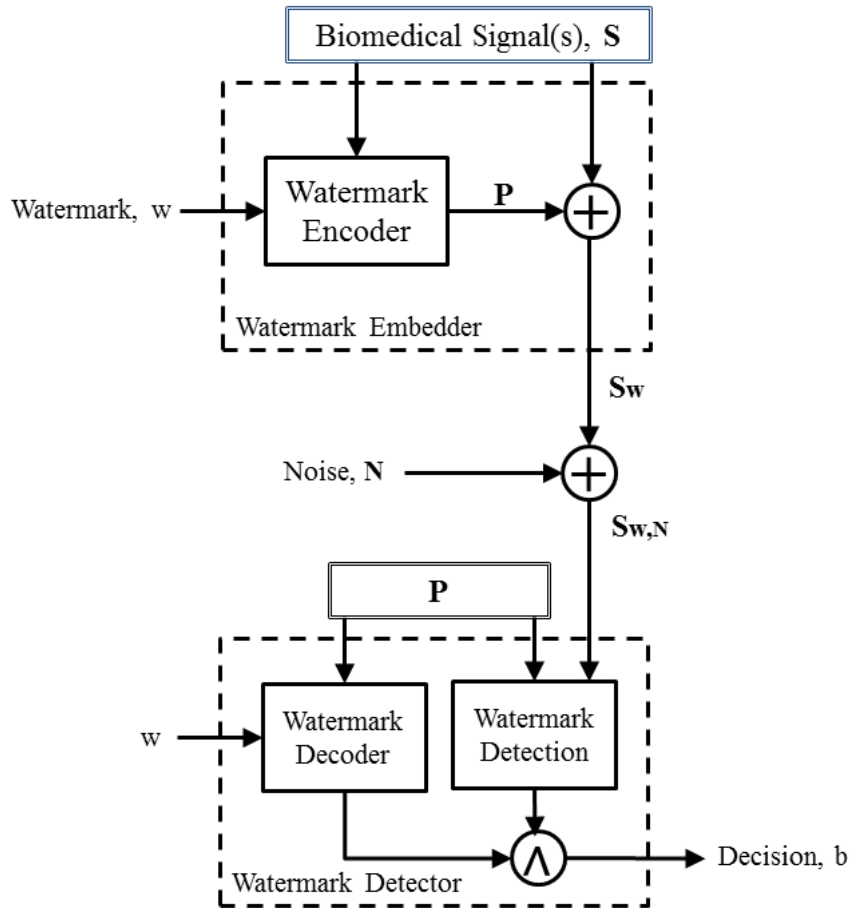 Biomedical Signal(s), S
Watermark
Encoder
P
+
Watermark, w
Watermark Embedder
Sw
Noise, N
+
Sw,N
P
Watermark
Decoder
Watermark
Detection
w
∧
Decision, b
Watermark Detector